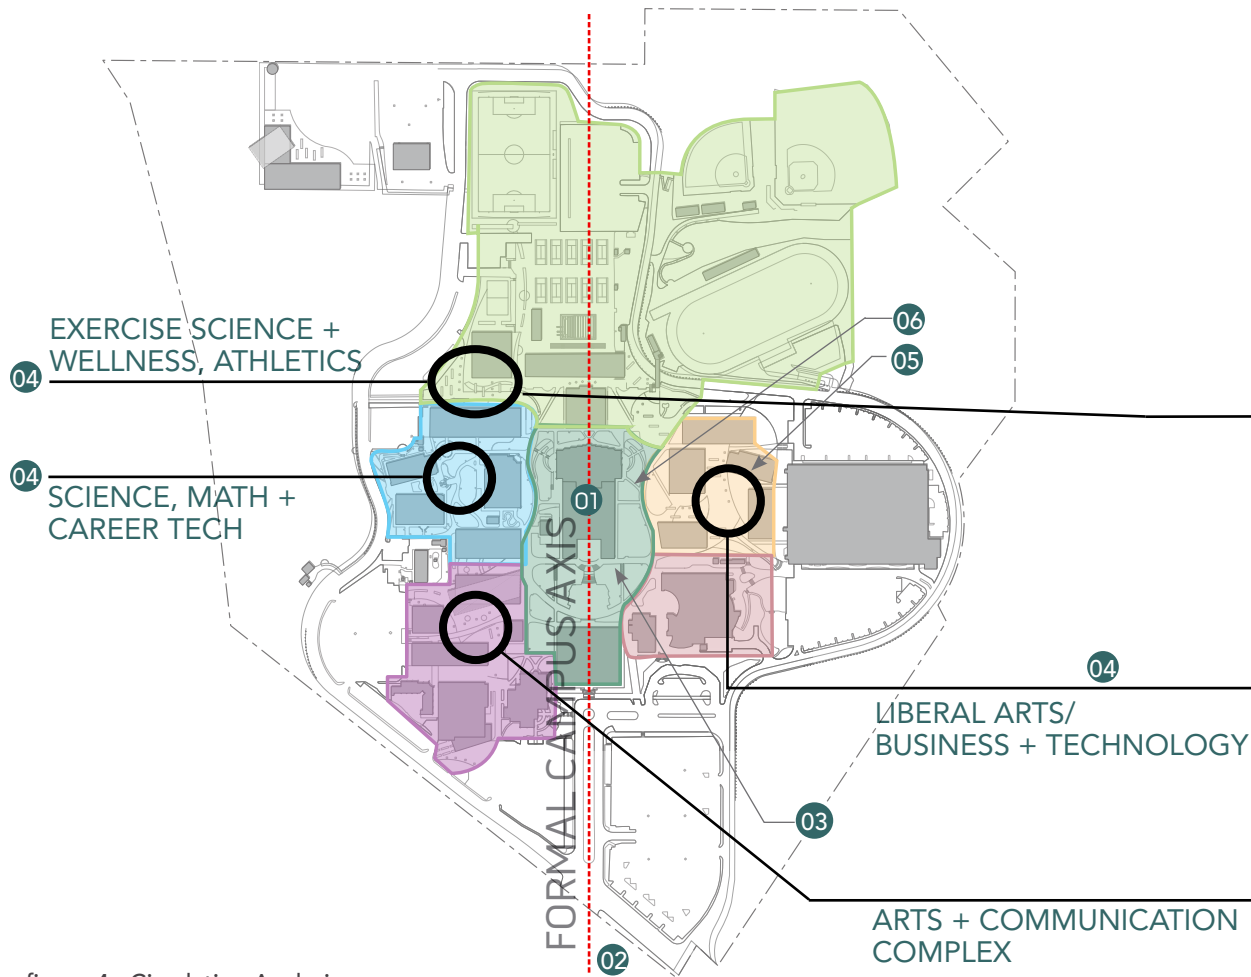 06
EXERCISE SCIENCE +
WELLNESS, ATHLETICS
05
04
04
SCIENCE, MATH +
CAREER TECH
01
FORMAL CAMPUS AXIS
04
LIBERAL ARTS/
BUSINESS + TECHNOLOGY
03
ARTS + COMMUNICATION
COMPLEX
02